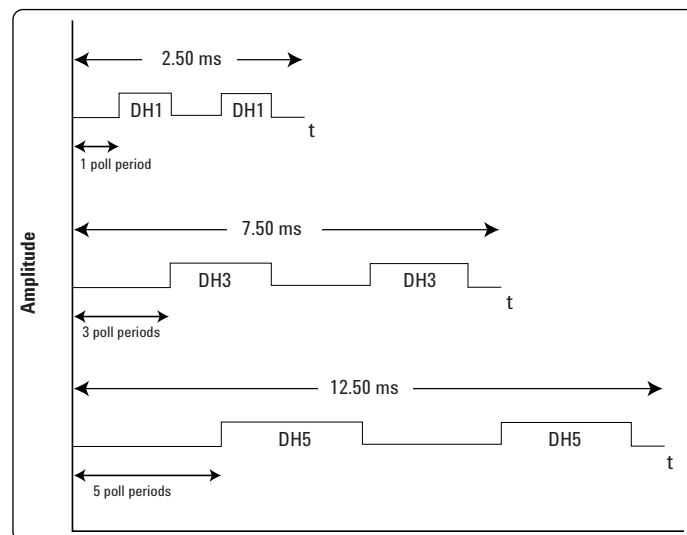 2.50 ms
DH1 DH1
t
1 poll period
7.50 ms
DH3 DH3
t
3 poll periods
12.50 ms
DH5 DH5
t
5 poll periods
Amplitude